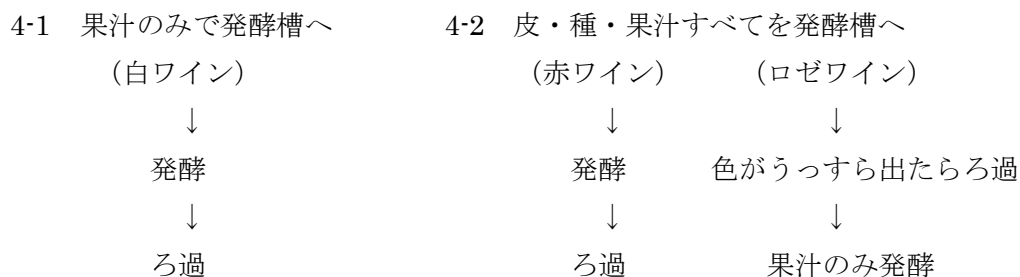 4-1 果汁のみで発酵槽へ 4-2 皮・種・果汁すべてを発酵槽へ
（白ワイン） （赤ワイン） （ロゼワイン）
↓ ↓ ↓
発酵 発酵 色がうっすら出たらろ過
↓ ↓ ↓
ろ過 ろ過 果汁のみ発酵